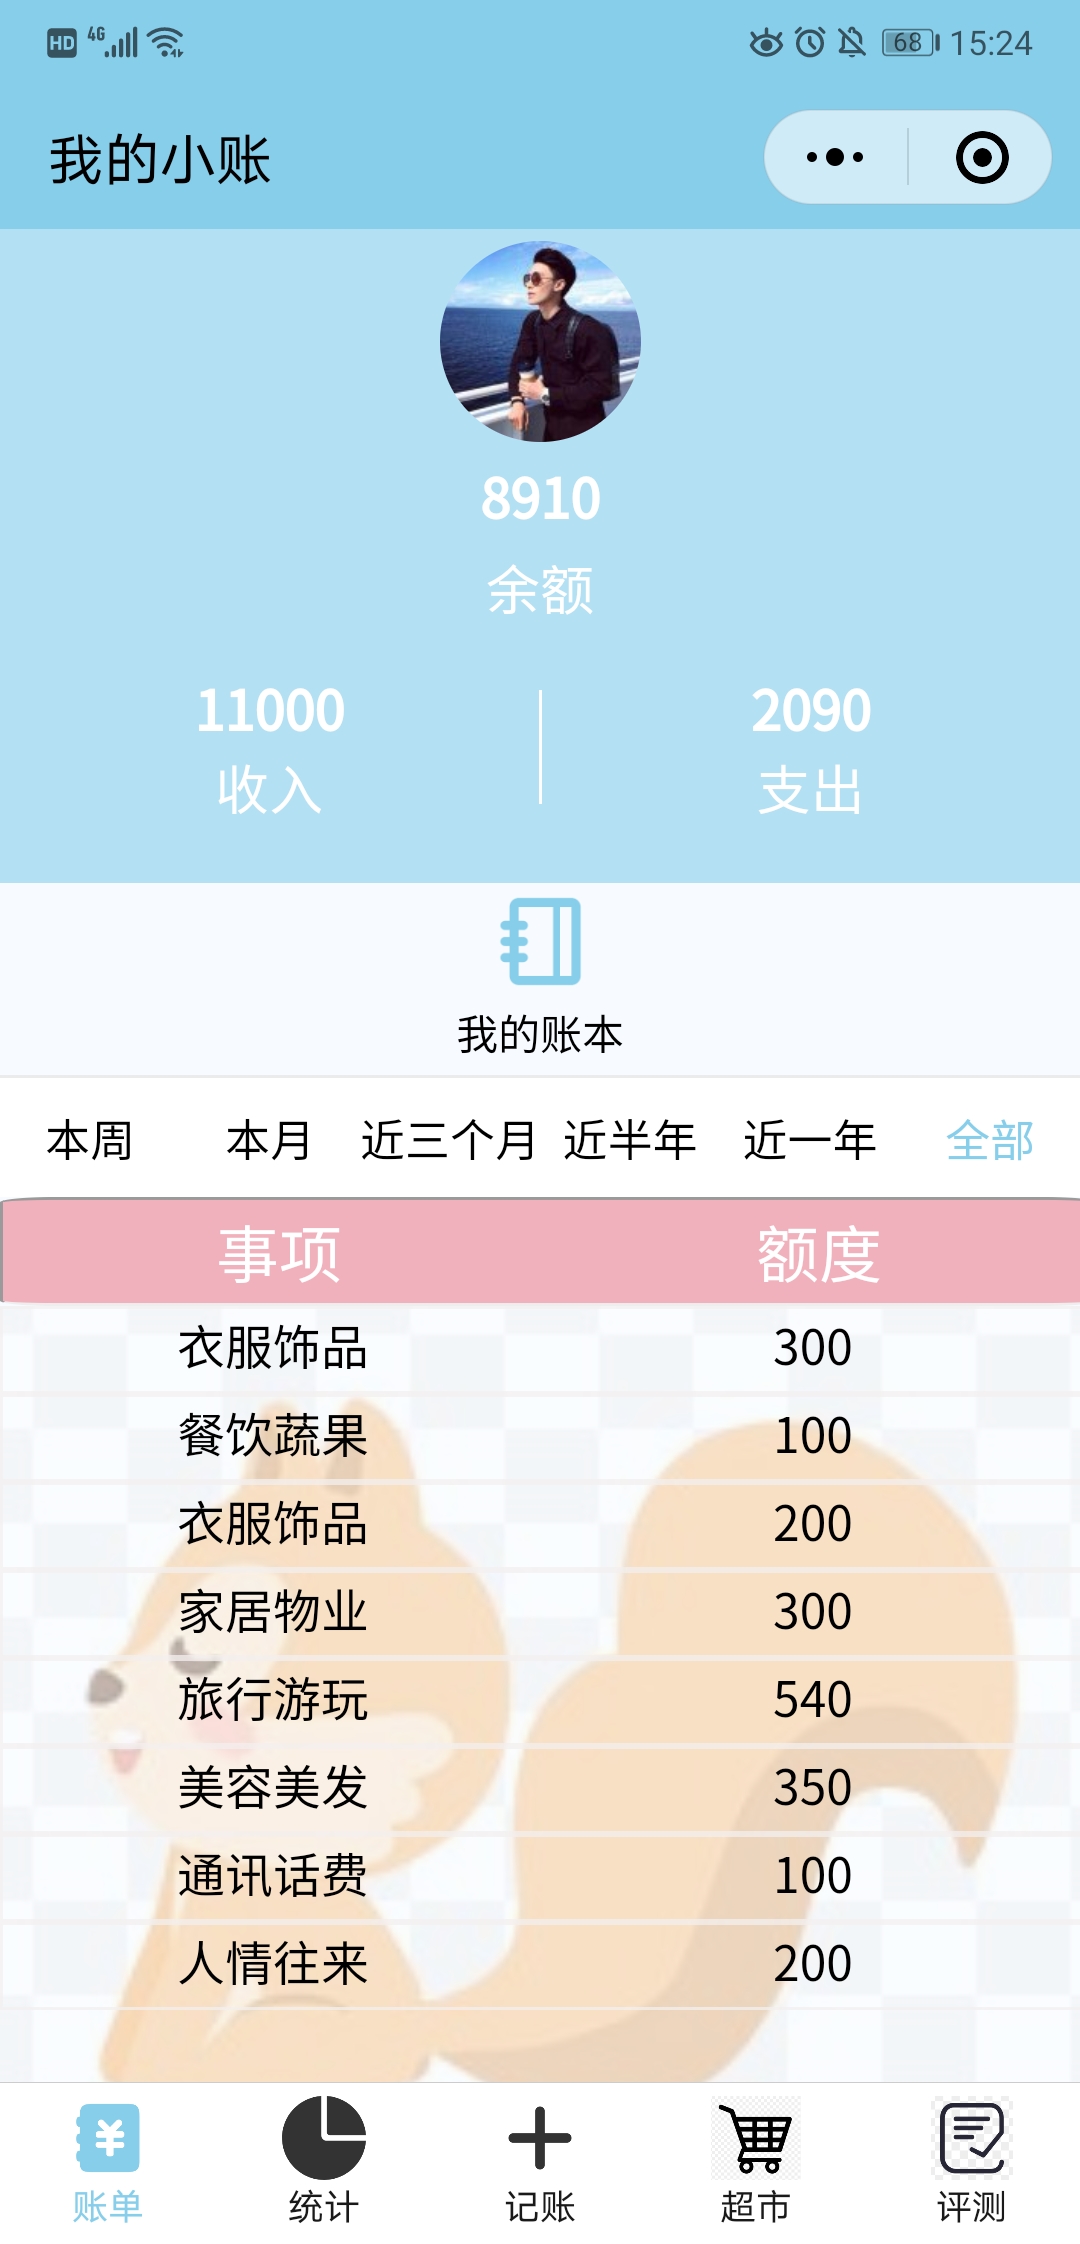 HD 4G 68 15:24
我的小账
8910
余额
11000 2090
收入 支出
我的账本
本周 本月 近三个月 近半年 近一年 全部
事项 额度
衣服饰品 300
餐饮蔬果 100
衣服饰品 200
家居物业 300
旅行游玩 540
美容美发 350
通讯话费 100
人情往来 200
账单 统计 记账 超市 评测